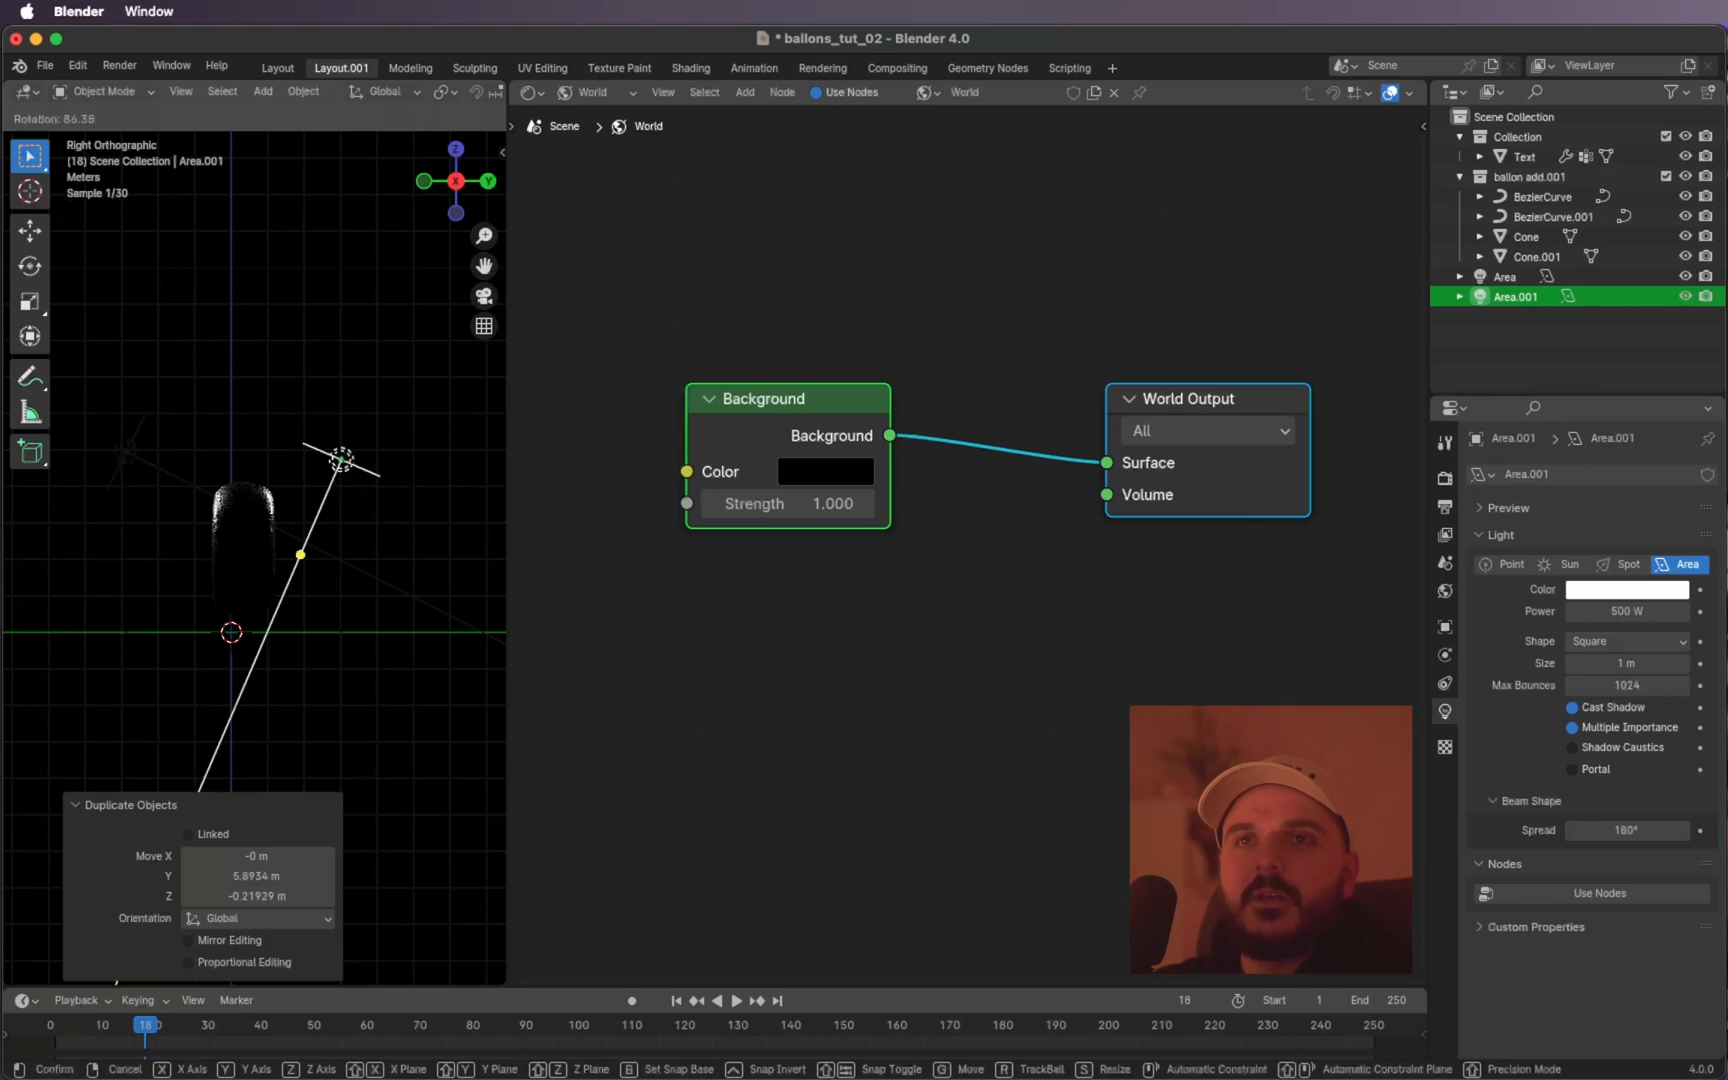 Blender Window
* ballons_tut_02 - Blender 4.0
File Edit Render Window Help Layout Layout.001 Modeling Sculpting UV Editing Texture Paint Shading Animation Rendering Compositing Geometry Nodes Scripting + Scene ViewLayer
Object Mode View Select Add Object Global World View Select Add Node Use Nodes World
Rotation: 86.38
Scene > World
Right Orthographic
(18) Scene Collection | Area.001
Meters
Sample 1/30
Z
X
Y
Scene Collection
Collection
Text
ballon add.001
BezierCurve
BezierCurve.001
Cone
Cone.001
Area
Area.001
Background
Background
Color
Strength 1.000
World Output
All
Surface
Volume
Area.001 > Area.001
Area.001
Preview
Light
Point Sun Spot Area
Color
Power 500 W
Shape Square
Size 1 m
Max Bounces 1024
Cast Shadow
Multiple Importance
Shadow Caustics
Portal
Beam Shape
Spread 180°
Nodes
Use Nodes
Custom Properties
Duplicate Objects
Linked
Move X -0 m
Y 5.8934 m
Z -0.21929 m
Orientation Global
Mirror Editing
Proportional Editing
Playback Keying View Marker 18 Start 1 End 250
0 10 18 30 40 50 60 70 80 90 100 110 120 130 140 150 160 170 180 190 200 210 220 230 240 250
Confirm Cancel X X Axis Y Y Axis Z Z Axis X X Plane Y Y Plane Z Z Plane B Set Snap Base Snap Invert Snap Toggle G Move R TrackBall S Resize Automatic Constraint Automatic Constraint Plane Precision Mode 4.0.0